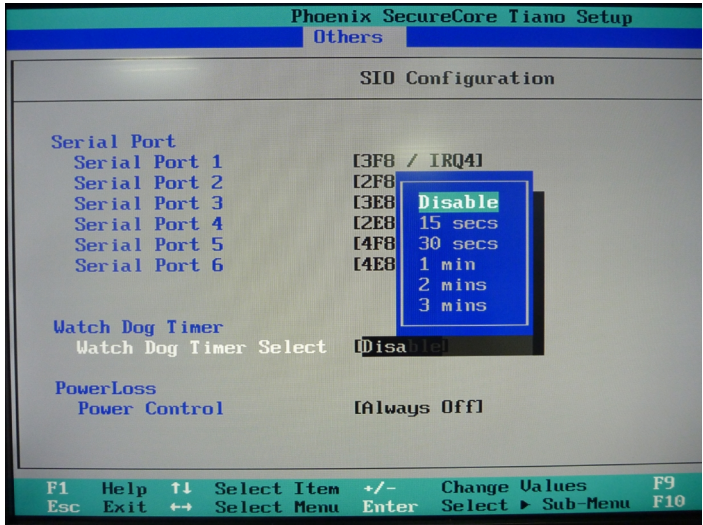 Phoenix SecureCore Tiano Setup
Others
SIO Configuration
Serial Port
Serial Port 1 [3F8 / IRQ4]
Serial Port 2 [2F8
Serial Port 3 [3E8
Serial Port 4 [2E8
Serial Port 5 [4F8
Serial Port 6 [4E8
Disable
15 secs
30 secs
1 min
2 mins
3 mins
Watch Dog Timer
Watch Dog Timer Select [Disable]
PowerLoss
Power Control [Always Off]
F1 Help ↑↓ Select Item +/- Change Values F9
Esc Exit ↔ Select Menu Enter Select ▶ Sub-Menu F10